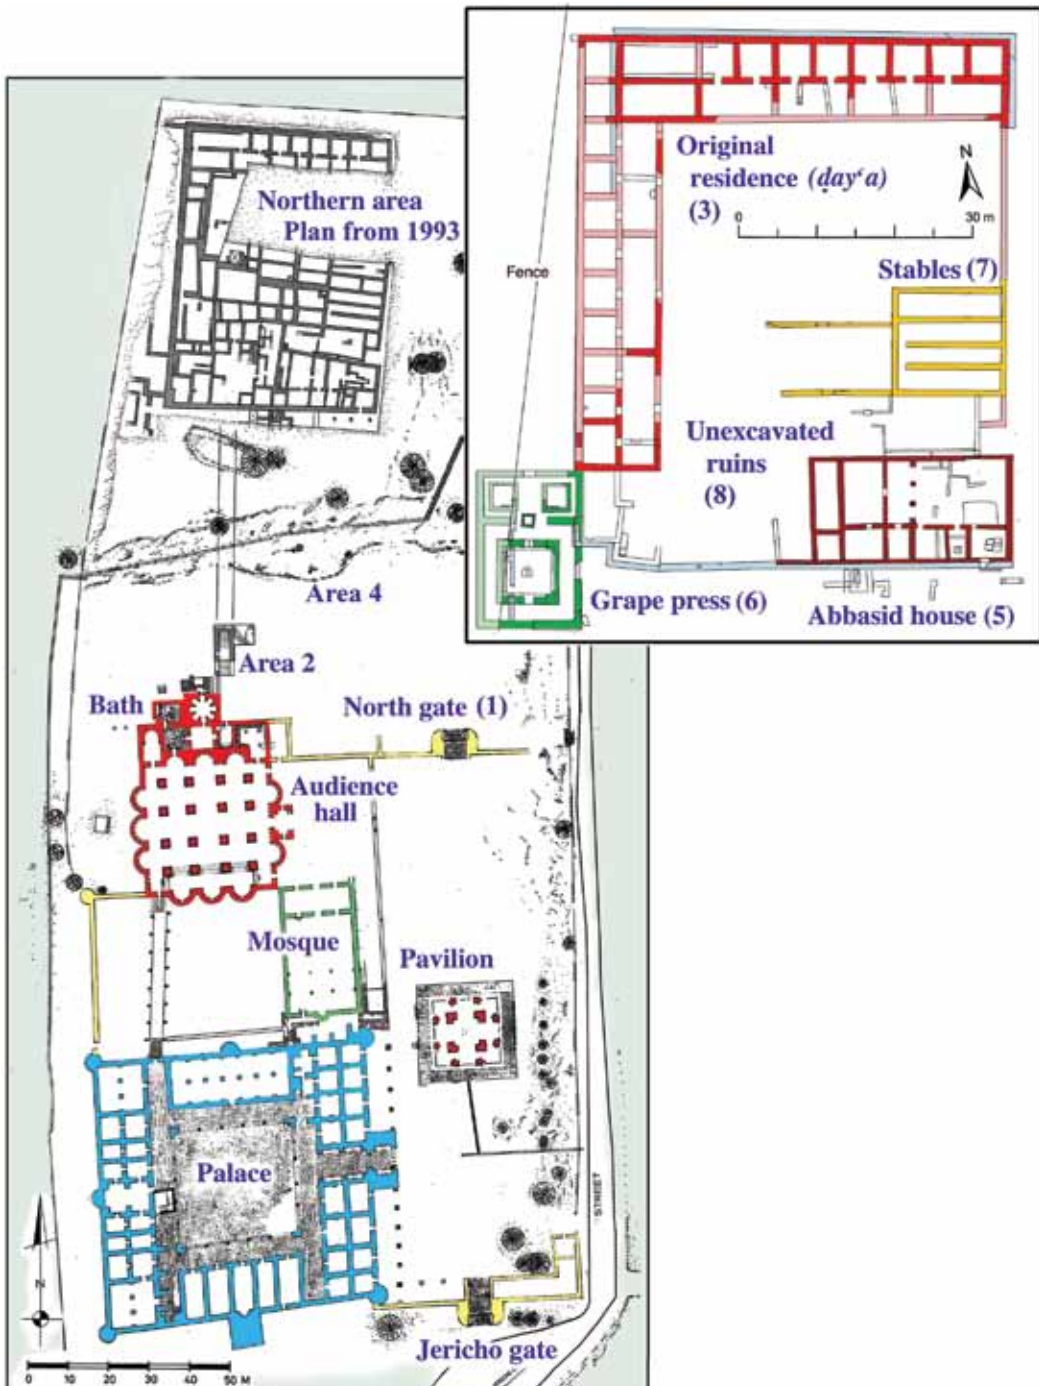 Original
residence (ḍayʿa)
(3)
N
0 30 m
Fence
Stables (7)
Unexcavated
ruins
(8)
Grape press (6)
Abbasid house (5)
Northern area
Plan from 1993
Area 4
Area 2
Bath
North gate (1)
Audience
hall
Mosque
Pavilion
Palace
STREET
N
Jericho gate
0 10 20 30 40 50 M